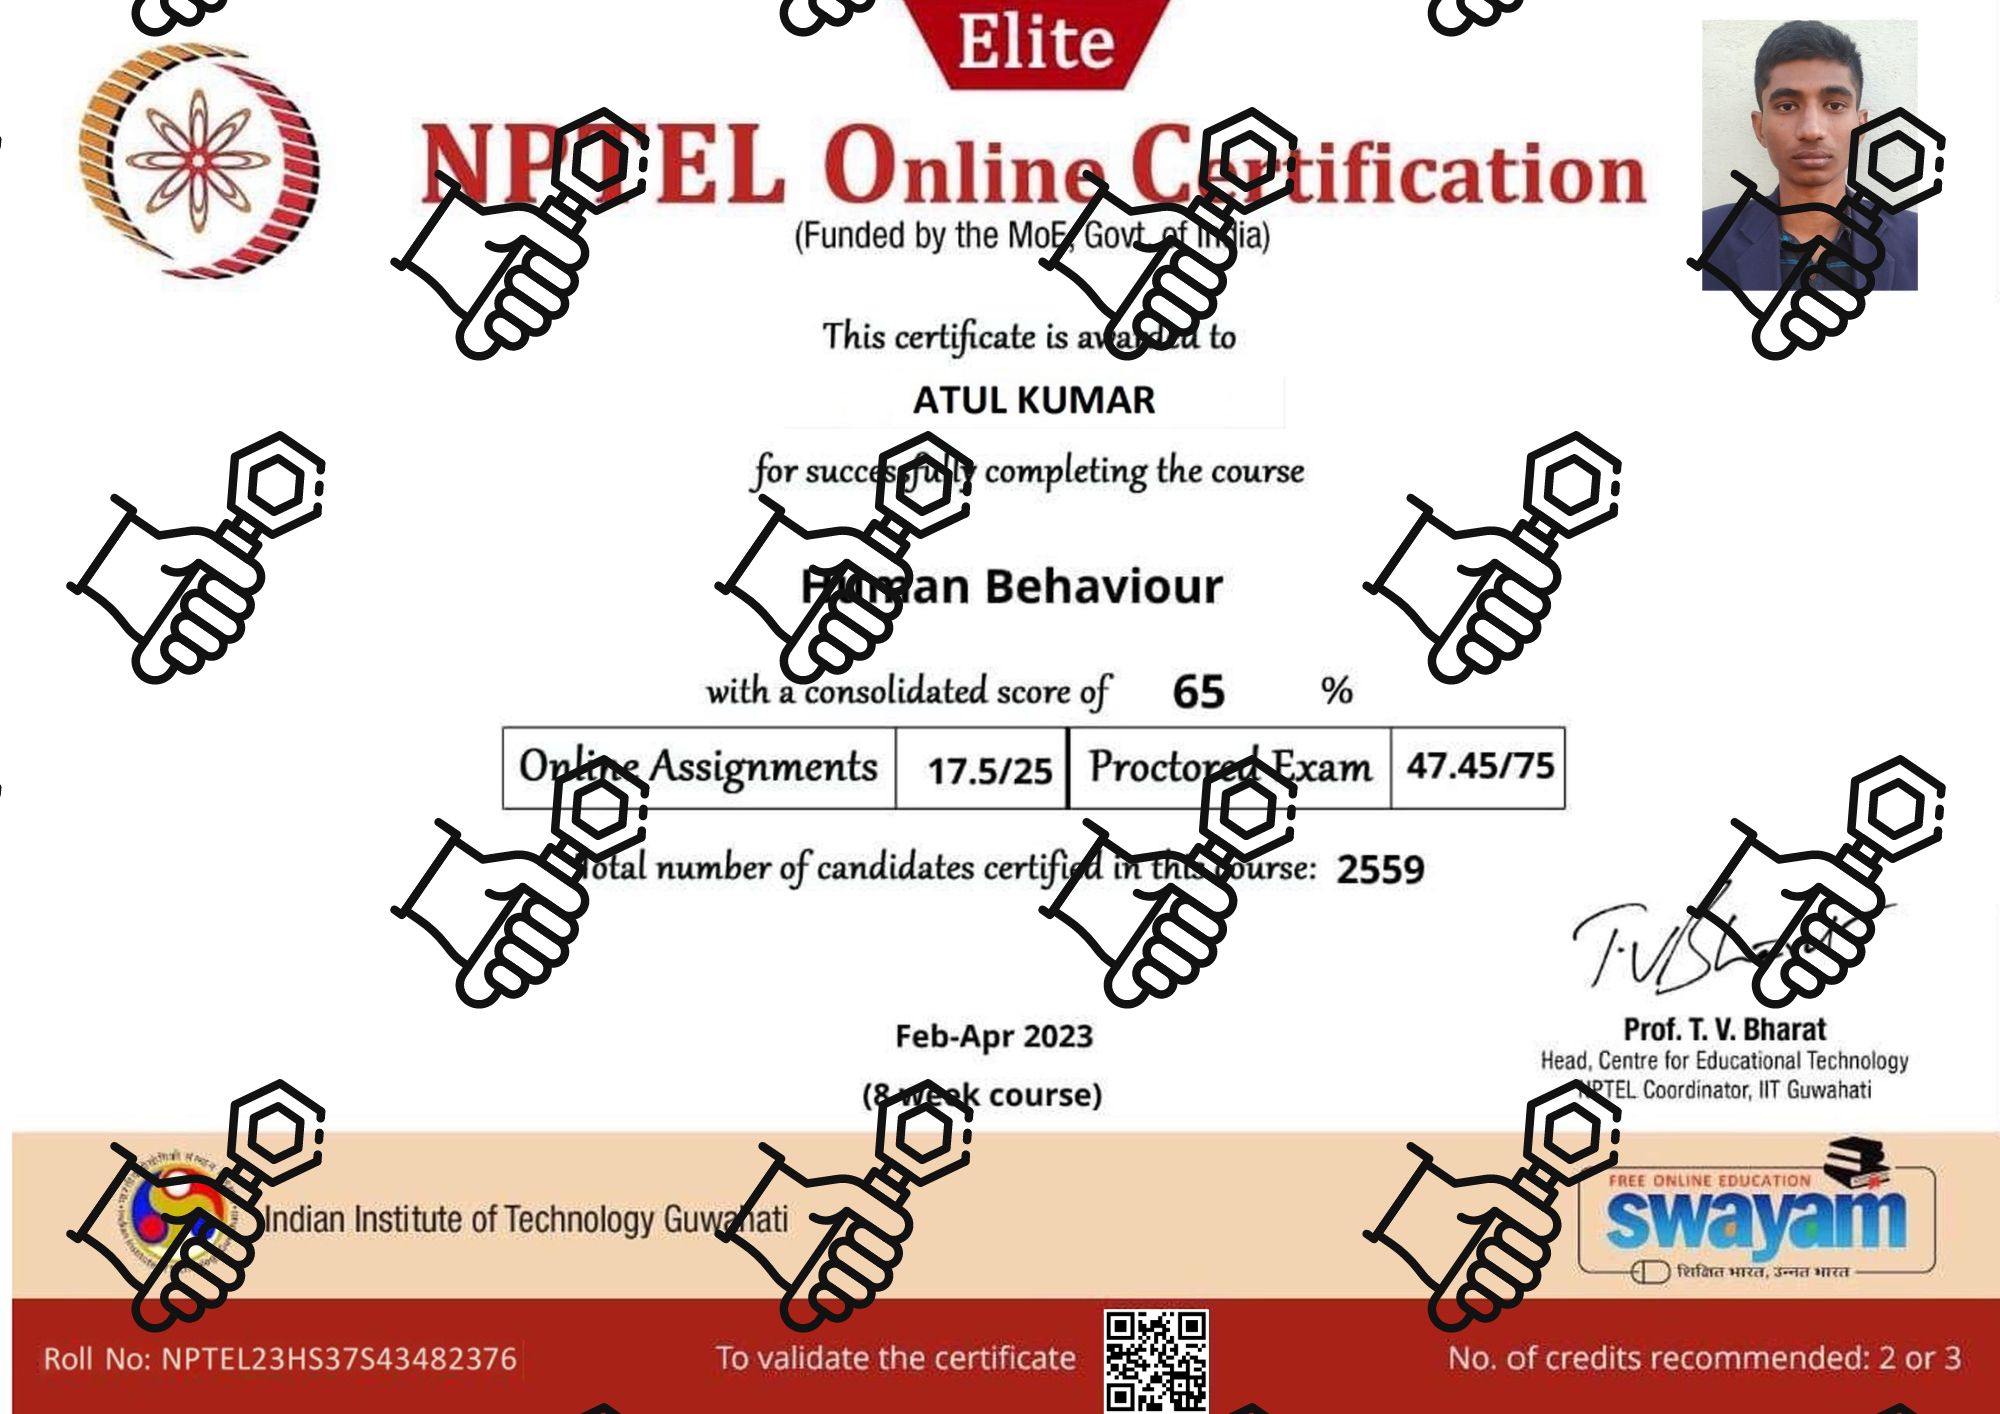 Elite
NPTEL Online Certification
(Funded by the MoE, Govt. of India)
This certificate is awarded to
ATUL KUMAR
for successfully completing the course
Human Behaviour
with a consolidated score of 65 %
Online Assignments 17.5/25 Proctored Exam 47.45/75
Total number of candidates certified in this course: 2559
T.V.Bharat
Feb-Apr 2023
(8 week course)
Prof. T. V. Bharat
Head, Centre for Educational Technology
NPTEL Coordinator, IIT Guwahati
Indian Institute of Technology Guwahati
FREE ONLINE EDUCATION
swayam
शिक्षित भारत, उन्नत भारत
Roll No: NPTEL23HS37S43482376
To validate the certificate
No. of credits recommended: 2 or 3